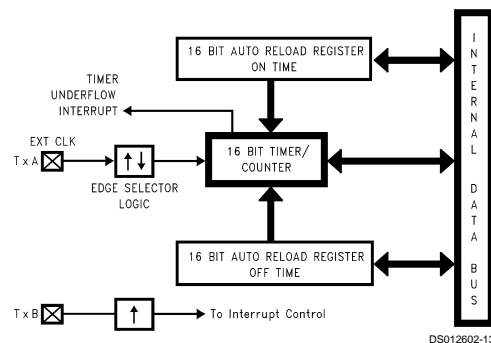 16 BIT AUTO RELOAD REGISTER
ON TIME
TIMER
UNDERFLOW
INTERRUPT
EXT CLK
TxA
16 BIT TIMER/
COUNTER
EDGE SELECTOR
LOGIC
16 BIT AUTO RELOAD REGISTER
OFF TIME
TxB
To Interrupt Control
INTERNAL DATA BUS
DS012602-13